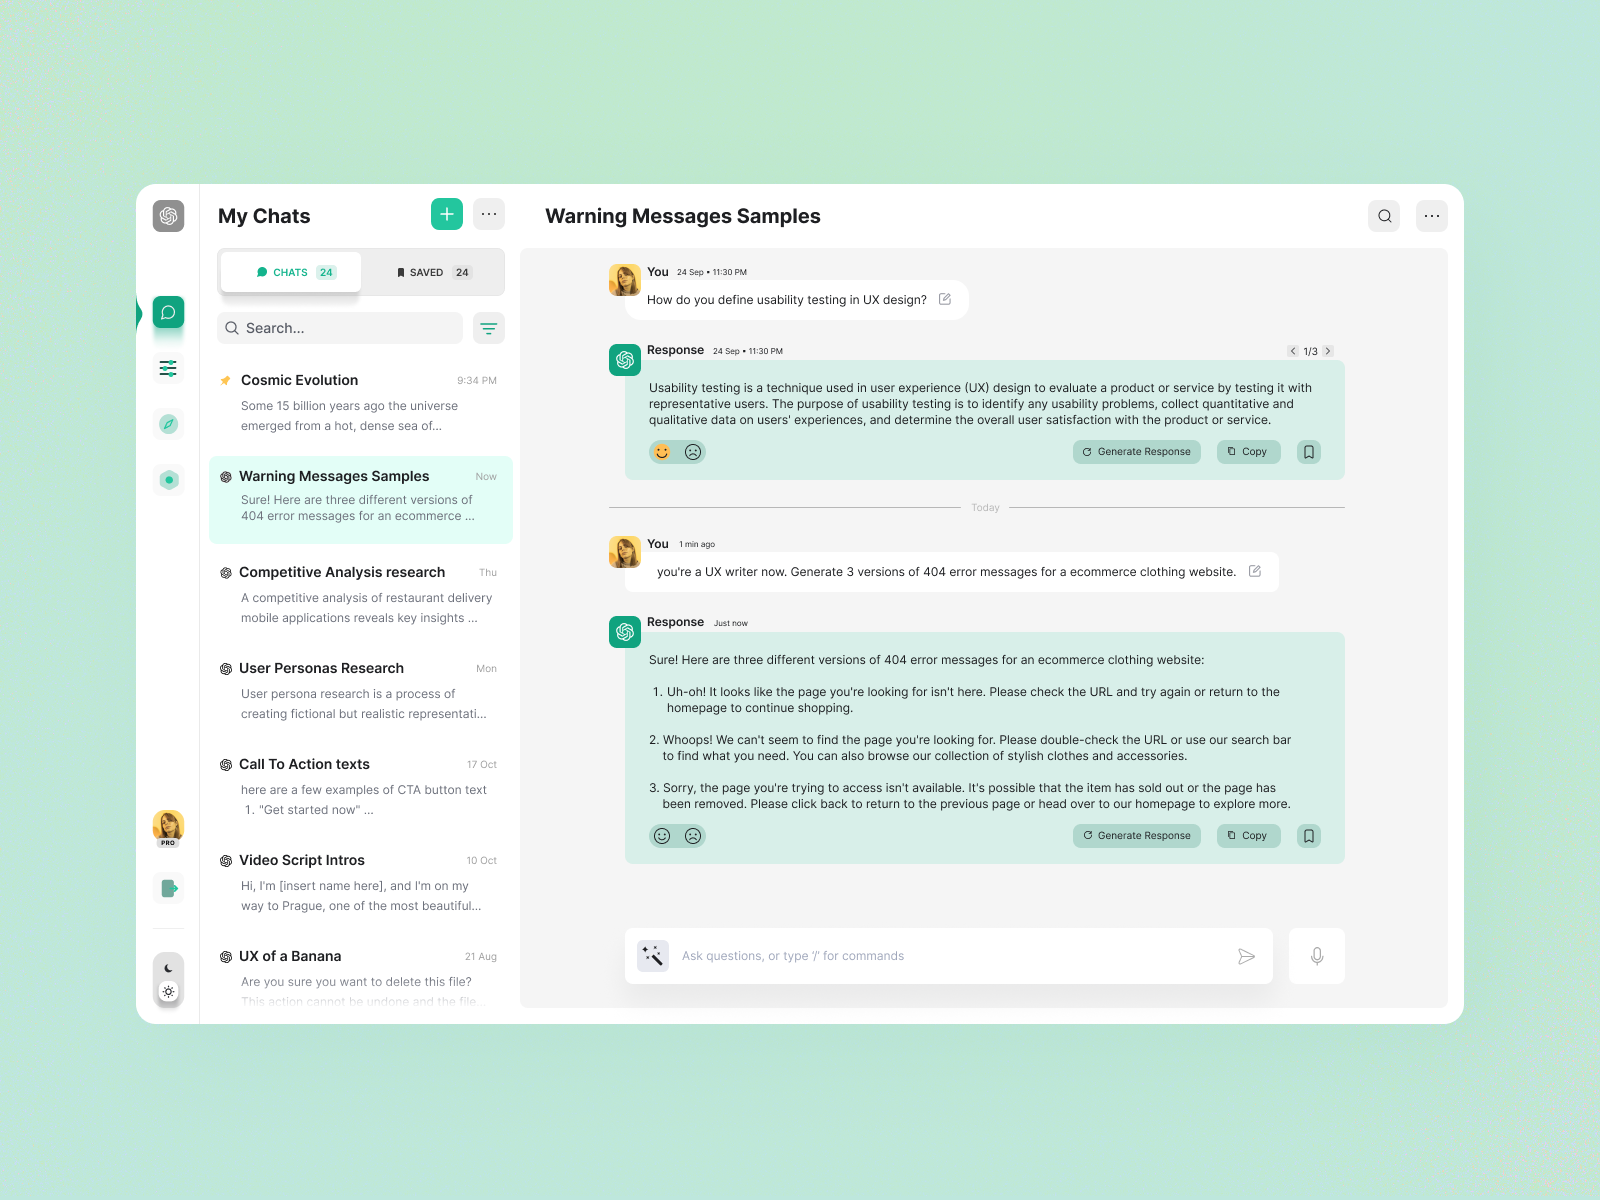 My Chats
CHATS 24
SAVED 24
Search...
Cosmic Evolution 9:34 PM
Some 15 billion years ago the universe
emerged from a hot, dense sea of...
Warning Messages Samples Now
Sure! Here are three different versions of
404 error messages for an ecommerce ...
Competitive Analysis research Thu
A competitive analysis of restaurant delivery
mobile applications reveals key insights ...
User Personas Research Mon
User persona research is a process of
creating fictional but realistic representati...
Call To Action texts 17 Oct
here are a few examples of CTA button text
1. "Get started now" ...
Video Script Intros 10 Oct
Hi, I'm [insert name here], and I'm on my
way to Prague, one of the most beautiful...
UX of a Banana 21 Aug
Are you sure you want to delete this file?
This action cannot be undone and the file...
PRO
Warning Messages Samples
You 24 Sep • 11:30 PM
How do you define usability testing in UX design?
Response 24 Sep • 11:30 PM
1/3
Usability testing is a technique used in user experience (UX) design to evaluate a product or service by testing it with
representative users. The purpose of usability testing is to identify any usability problems, collect quantitative and
qualitative data on users' experiences, and determine the overall user satisfaction with the product or service.
Generate Response
Copy
Today
You 1 min ago
you're a UX writer now. Generate 3 versions of 404 error messages for a ecommerce clothing website.
Response Just now
Sure! Here are three different versions of 404 error messages for an ecommerce clothing website:
1. Uh-oh! It looks like the page you're looking for isn't here. Please check the URL and try again or return to the
homepage to continue shopping.
2. Whoops! We can't seem to find the page you're looking for. Please double-check the URL or use our search bar
to find what you need. You can also browse our collection of stylish clothes and accessories.
3. Sorry, the page you're trying to access isn't available. It's possible that the item has sold out or the page has
been removed. Please click back to return to the previous page or head over to our homepage to explore more.
Generate Response
Copy
Ask questions, or type '/' for commands